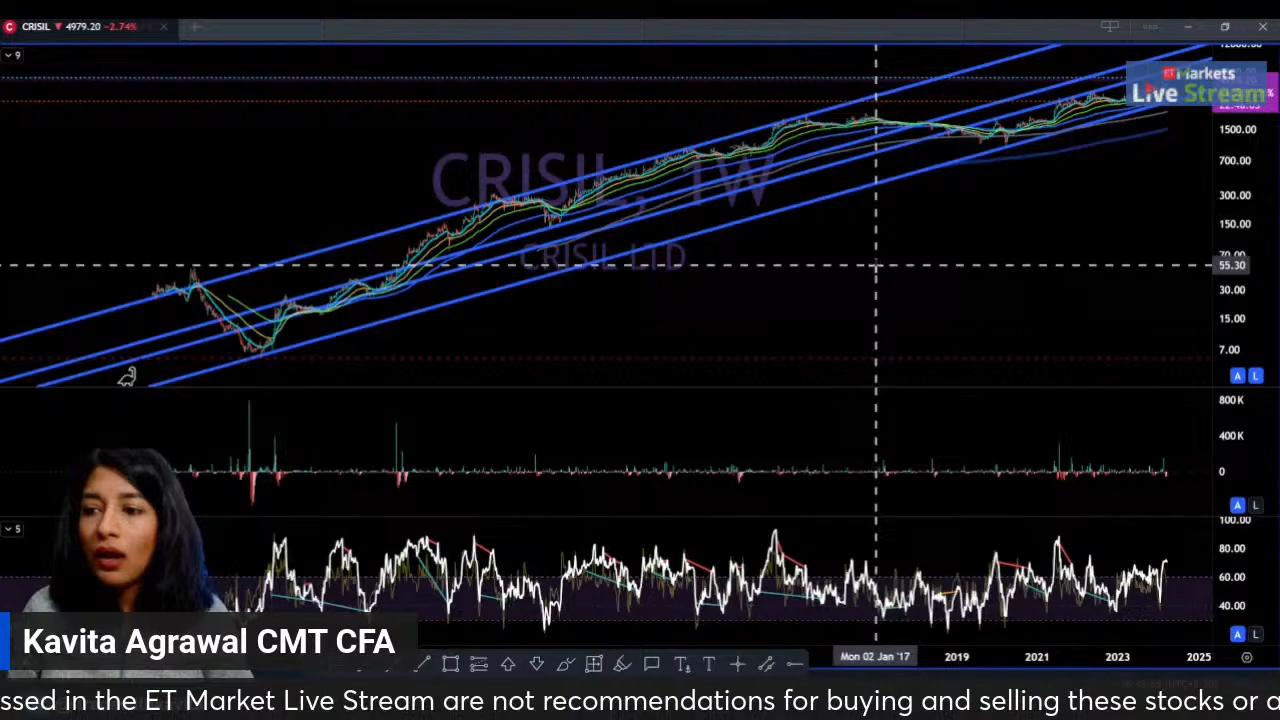 C CRISIL ▼ 4979.20 −2.74%
9
ET Markets
Live Stream
1500.00
700.00
300.00
150.00
55.30
30.00
15.00
7.00
CRISIL, 1W
CRISIL LTD
A L
800K
400K
0
A L
5
100.00
80.00
60.00
40.00
A L
Kavita Agrawal CMT CFA
Mon 02 Jan '17
2019
2021
2023
2025
ssed in the ET Market Live Stream are not recommendations for buying and selling these stocks or